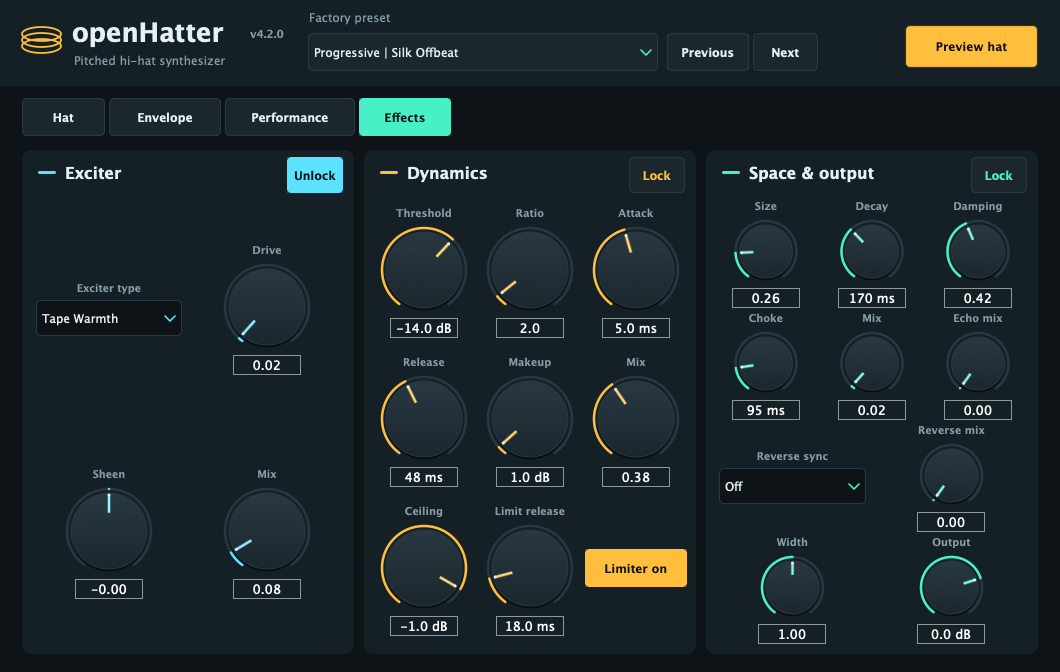 openHatter
v4.2.0
Pitched hi-hat synthesizer
Factory preset
Progressive | Silk Offbeat
Previous
Next
Preview hat
Hat
Envelope
Performance
Effects
Exciter
Unlock
Exciter type
Tape Warmth
Drive
0.02
Sheen
−0.00
Mix
0.08
Dynamics
Lock
Threshold
Ratio
Attack
−14.0 dB
2.0
5.0 ms
Release
Makeup
Mix
48 ms
1.0 dB
0.38
Ceiling
Limit release
Limiter on
−1.0 dB
18.0 ms
Space & output
Lock
Size
Decay
Damping
0.26
170 ms
0.42
Choke
Mix
Echo mix
95 ms
0.02
0.00
Reverse sync
Off
Reverse mix
0.00
Width
Output
1.00
0.0 dB